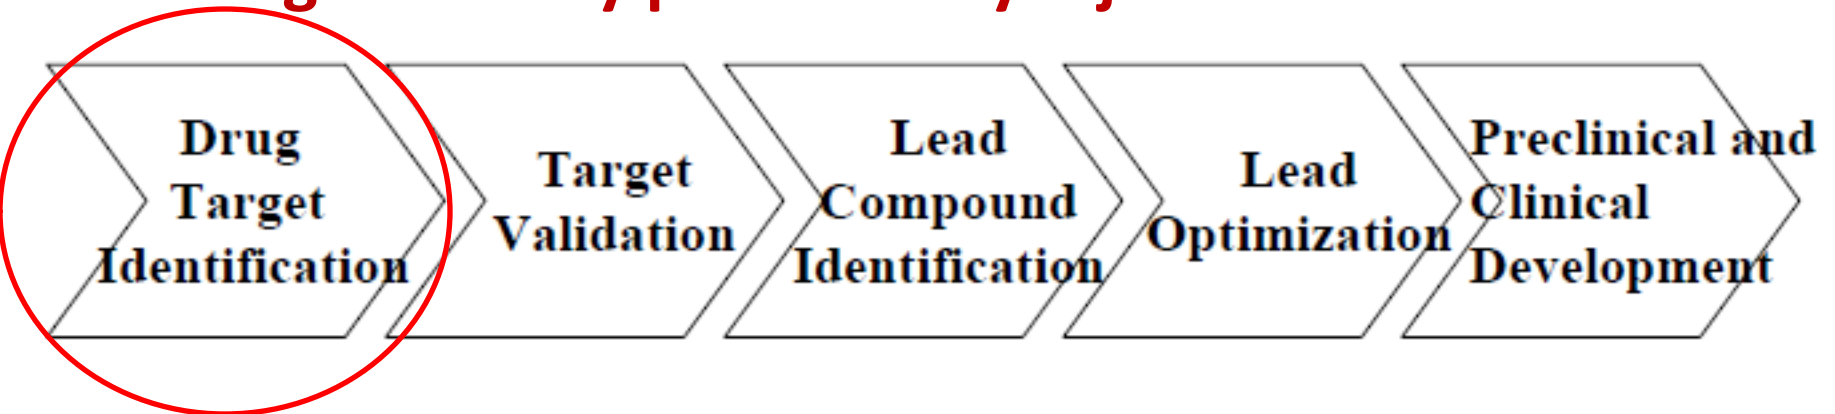 Drug
Target
Identification
Target
Validation
Lead
Compound
Identification
Lead
Optimization
Preclinical and
Clinical
Development